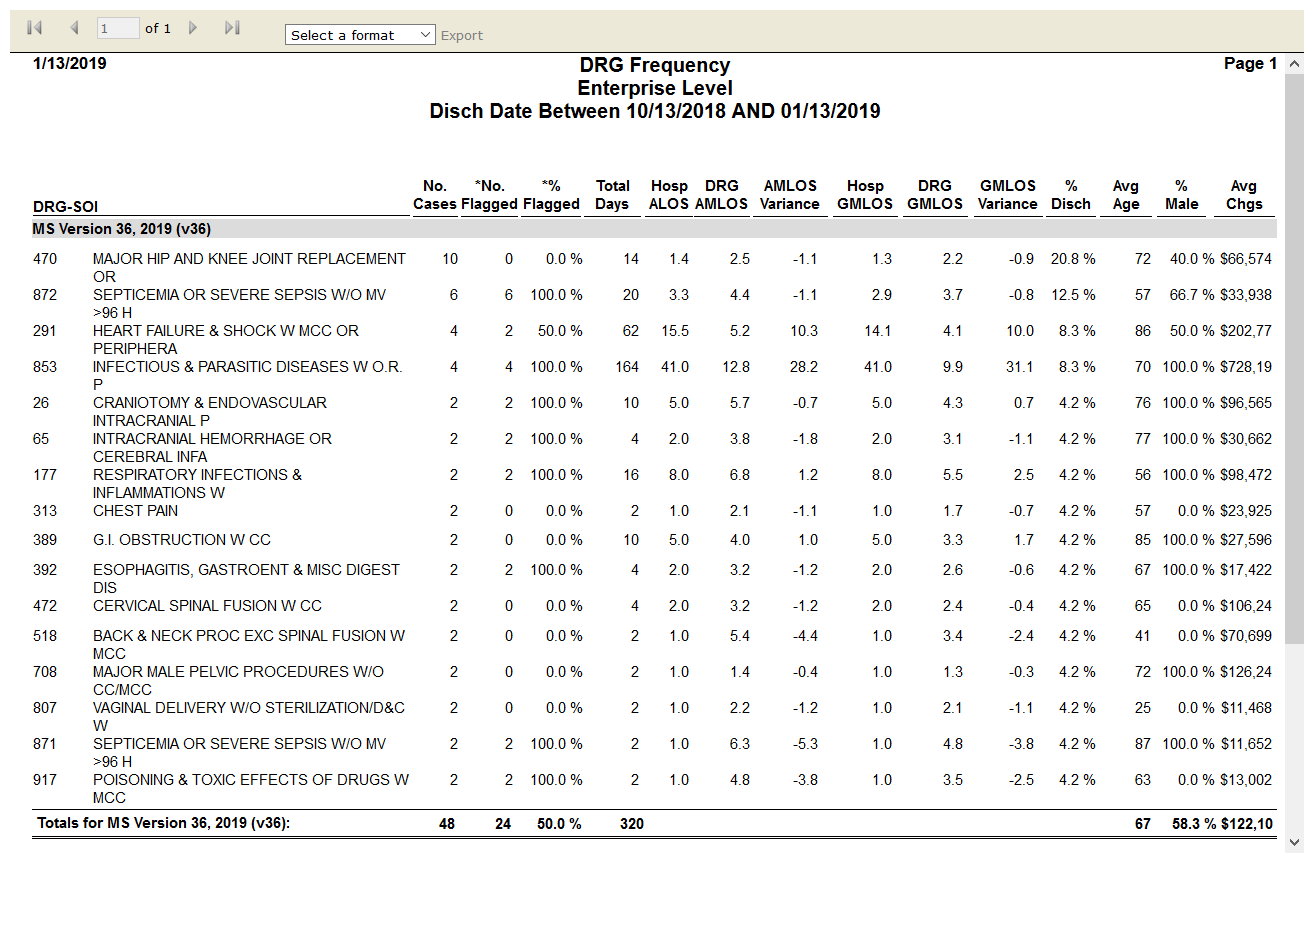 1 of 1 Select a format Export
1/13/2019 DRG Frequency Page 1
Enterprise Level
Disch Date Between 10/13/2018 AND 01/13/2019
No. *No. *% Total Hosp DRG AMLOS Hosp DRG GMLOS % Avg % Avg
DRG-SOI Cases Flagged Flagged Days ALOS AMLOS Variance GMLOS GMLOS Variance Disch Age Male Chgs
MS Version 36, 2019 (v36)
470 MAJOR HIP AND KNEE JOINT REPLACEMENT 10 0 0.0 % 14 1.4 2.5 -1.1 1.3 2.2 -0.9 20.8 % 72 40.0 % $66,574
OR
872 SEPTICEMIA OR SEVERE SEPSIS W/O MV 6 6 100.0 % 20 3.3 4.4 -1.1 2.9 3.7 -0.8 12.5 % 57 66.7 % $33,938
>96 H
291 HEART FAILURE & SHOCK W MCC OR 4 2 50.0 % 62 15.5 5.2 10.3 14.1 4.1 10.0 8.3 % 86 50.0 % $202,77
PERIPHERA
853 INFECTIOUS & PARASITIC DISEASES W O.R. 4 4 100.0 % 164 41.0 12.8 28.2 41.0 9.9 31.1 8.3 % 70 100.0 % $728,19
P
26 CRANIOTOMY & ENDOVASCULAR 2 2 100.0 % 10 5.0 5.7 -0.7 5.0 4.3 0.7 4.2 % 76 100.0 % $96,565
INTRACRANIAL P
65 INTRACRANIAL HEMORRHAGE OR 2 2 100.0 % 4 2.0 3.8 -1.8 2.0 3.1 -1.1 4.2 % 77 100.0 % $30,662
CEREBRAL INFA
177 RESPIRATORY INFECTIONS & 2 2 100.0 % 16 8.0 6.8 1.2 8.0 5.5 2.5 4.2 % 56 100.0 % $98,472
INFLAMMATIONS W
313 CHEST PAIN 2 0 0.0 % 2 1.0 2.1 -1.1 1.0 1.7 -0.7 4.2 % 57 0.0 % $23,925
389 G.I. OBSTRUCTION W CC 2 0 0.0 % 10 5.0 4.0 1.0 5.0 3.3 1.7 4.2 % 85 100.0 % $27,596
392 ESOPHAGITIS, GASTROENT & MISC DIGEST 2 2 100.0 % 4 2.0 3.2 -1.2 2.0 2.6 -0.6 4.2 % 67 100.0 % $17,422
DIS
472 CERVICAL SPINAL FUSION W CC 2 0 0.0 % 4 2.0 3.2 -1.2 2.0 2.4 -0.4 4.2 % 65 0.0 % $106,24
518 BACK & NECK PROC EXC SPINAL FUSION W 2 0 0.0 % 2 1.0 5.4 -4.4 1.0 3.4 -2.4 4.2 % 41 0.0 % $70,699
MCC
708 MAJOR MALE PELVIC PROCEDURES W/O 2 0 0.0 % 2 1.0 1.4 -0.4 1.0 1.3 -0.3 4.2 % 72 100.0 % $126,24
CC/MCC
807 VAGINAL DELIVERY W/O STERILIZATION/D&C 2 0 0.0 % 2 1.0 2.2 -1.2 1.0 2.1 -1.1 4.2 % 25 0.0 % $11,468
W
871 SEPTICEMIA OR SEVERE SEPSIS W/O MV 2 2 100.0 % 2 1.0 6.3 -5.3 1.0 4.8 -3.8 4.2 % 87 100.0 % $11,652
>96 H
917 POISONING & TOXIC EFFECTS OF DRUGS W 2 2 100.0 % 2 1.0 4.8 -3.8 1.0 3.5 -2.5 4.2 % 63 0.0 % $13,002
MCC
Totals for MS Version 36, 2019 (v36): 48 24 50.0 % 320 67 58.3 % $122,10